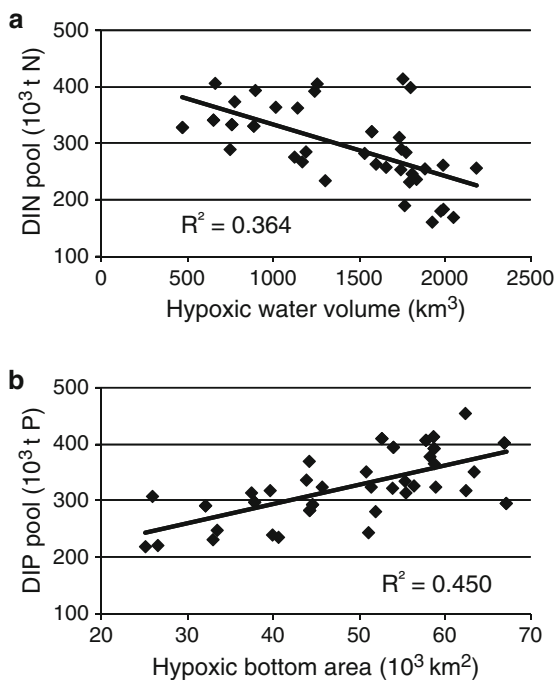 a
500
400
300
200
100
DIN pool (10³ t N)
R² = 0.364
0 500 1000 1500 2000 2500
Hypoxic water volume (km³)
b
500
400
300
200
100
DIP pool (10³ t P)
R² = 0.450
20 30 40 50 60 70
Hypoxic bottom area (10³ km²)